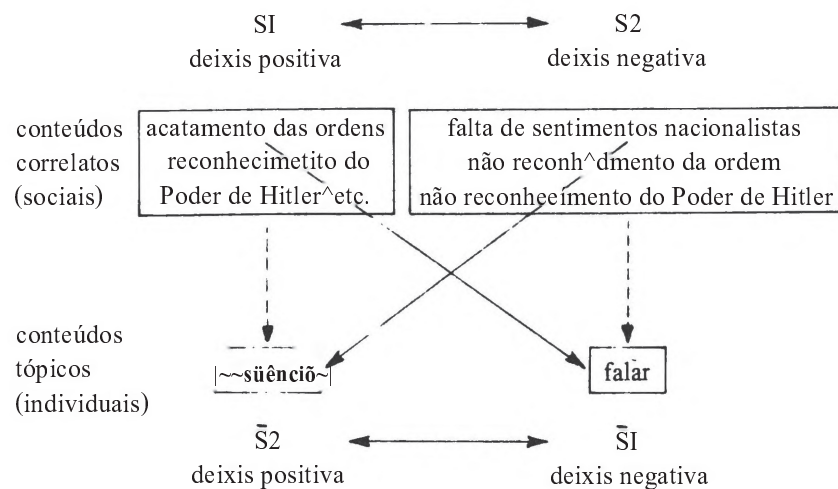 SI S2
deixis positiva deixis negativa
conteúdos
correlatos
(sociais)
acatamento das ordens
reconhecimetito do
Poder de Hitler^etc.
falta de sentimentos nacionalistas
não reconh^dmento da ordem
não reconheeimento do Poder de Hitler
conteúdos
tópicos
(individuais)
|~~süênciõ~|
falar
S̄2 S̄I
deixis positiva deixis negativa